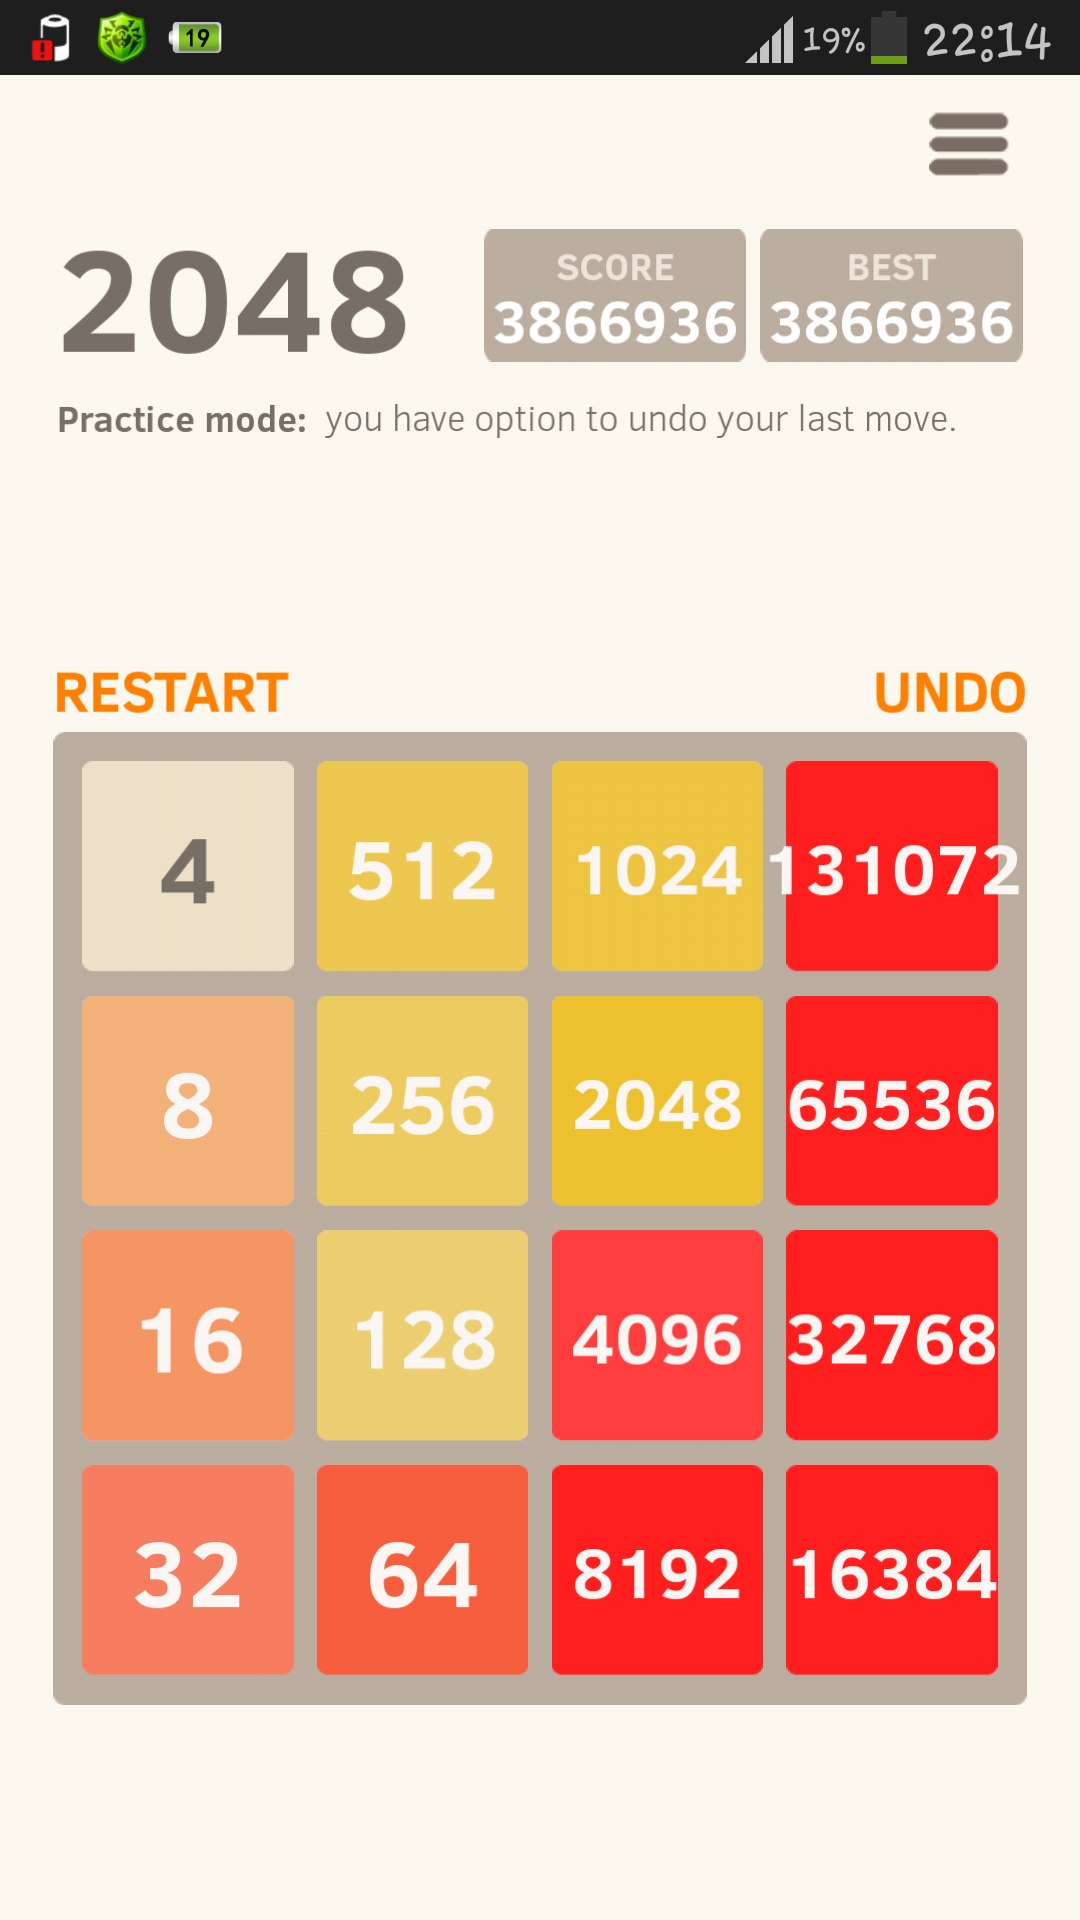 19 19% 22:14
2048
SCORE BEST
3866936 3866936
Practice mode: you have option to undo your last move.
RESTART UNDO
4 512 1024 131072
8 256 2048 65536
16 128 4096 32768
32 64 8192 16384